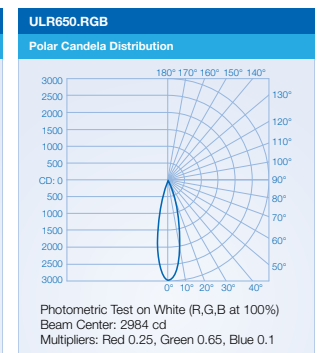 ULR650.RGB
Polar Candela Distribution
180° 170° 160° 150° 140°
3000
2500
2000
1500
1000
500
CD: 0
500
1000
1500
2000
2500
3000
130°
120°
110°
100°
90°
80°
70°
60°
50°
0° 10° 20° 30° 40°
Photometric Test on White (R,G,B at 100%)
Beam Center: 2984 cd
Multipliers: Red 0.25, Green 0.65, Blue 0.1